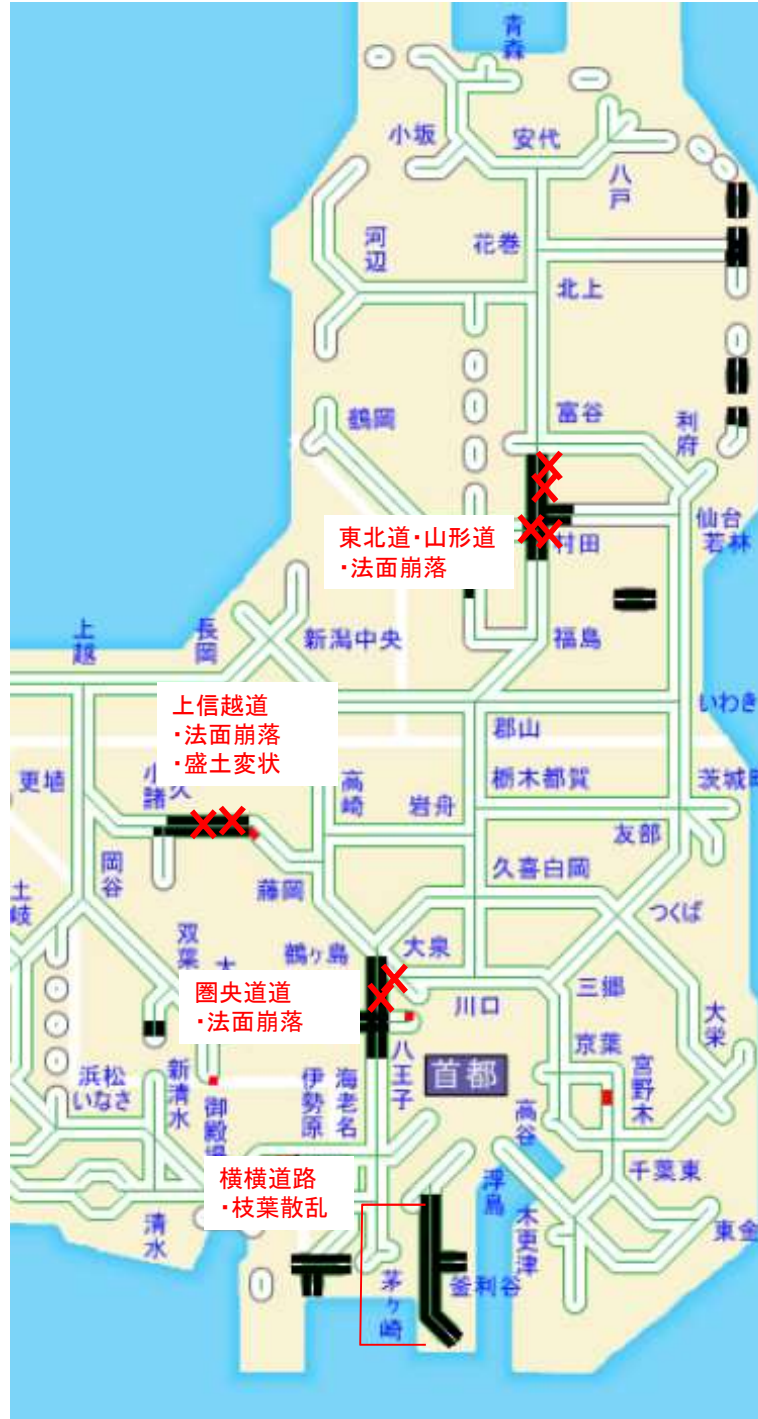 青森
小坂
安代
八戸
河辺
花巻
北上
鶴岡
富谷
利府
東北道・山形道
・法面崩落
村田
仙台
若林
上越
長岡
新潟中央
福島
上信越道
・法面崩落
・盛土変状
いわき
郡山
更埴
小諸
久
高崎
岩舟
栃木都賀
茨城町
友部
岡谷
土岐
藤岡
久喜白岡
つくば
双葉
大
鶴ヶ島
大泉
圏央道道
・法面崩落
川口
三郷
大栄
京葉
宮野木
浜松
いなさ
新清水
御殿場
伊勢原
海老名
八王子
首都
高谷
横横道路
・枝葉散乱
浮島
千葉東
木更津
東金
清水
茅ヶ崎
釜利谷